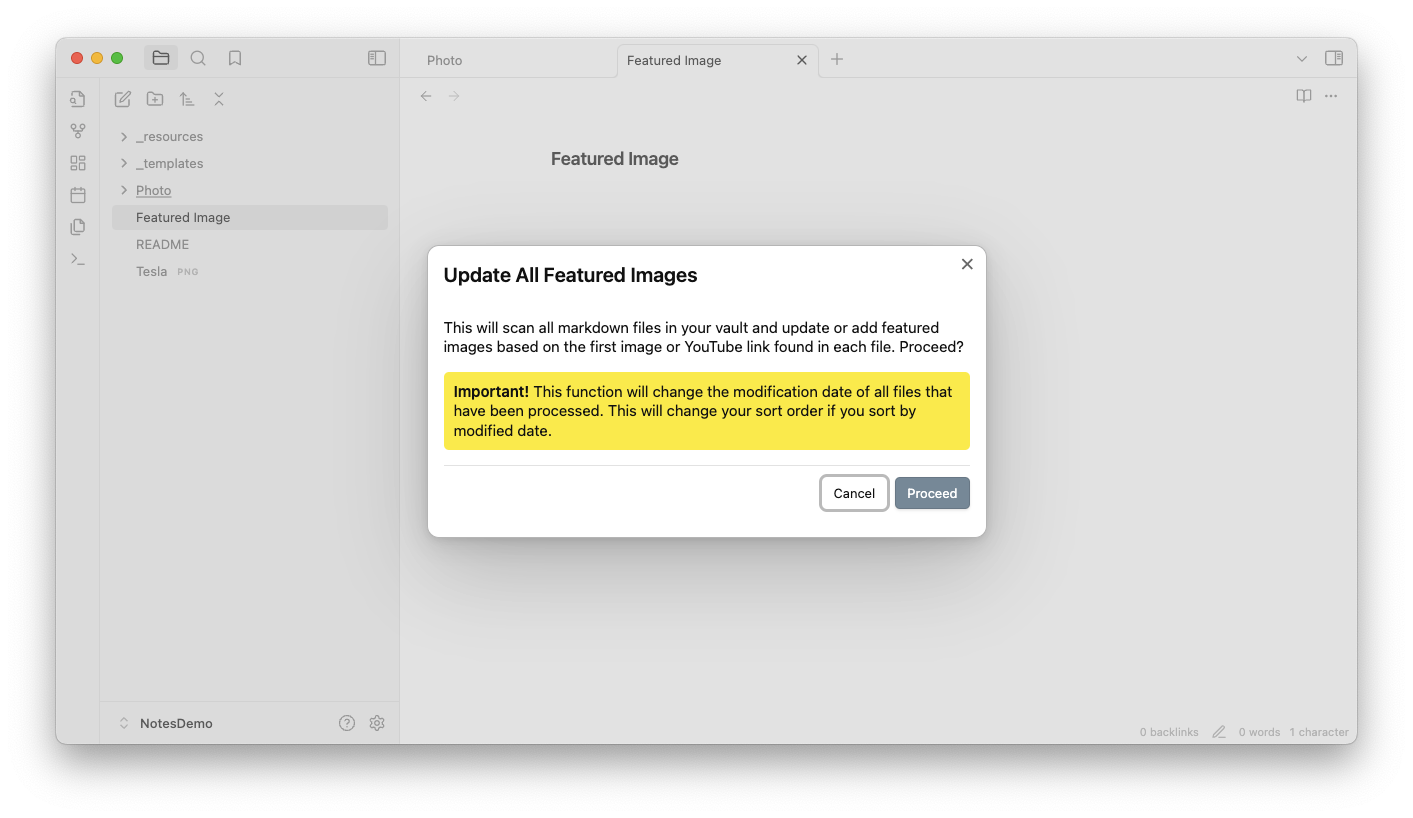 Photo
Featured Image
_resources
_templates
Photo
Featured Image
README
Tesla PNG
NotesDemo
Featured Image
Update All Featured Images
This will scan all markdown files in your vault and update or add featured
images based on the first image or YouTube link found in each file. Proceed?
Important! This function will change the modification date of all files that
have been processed. This will change your sort order if you sort by
modified date.
Cancel Proceed
0 backlinks 0 words 1 character